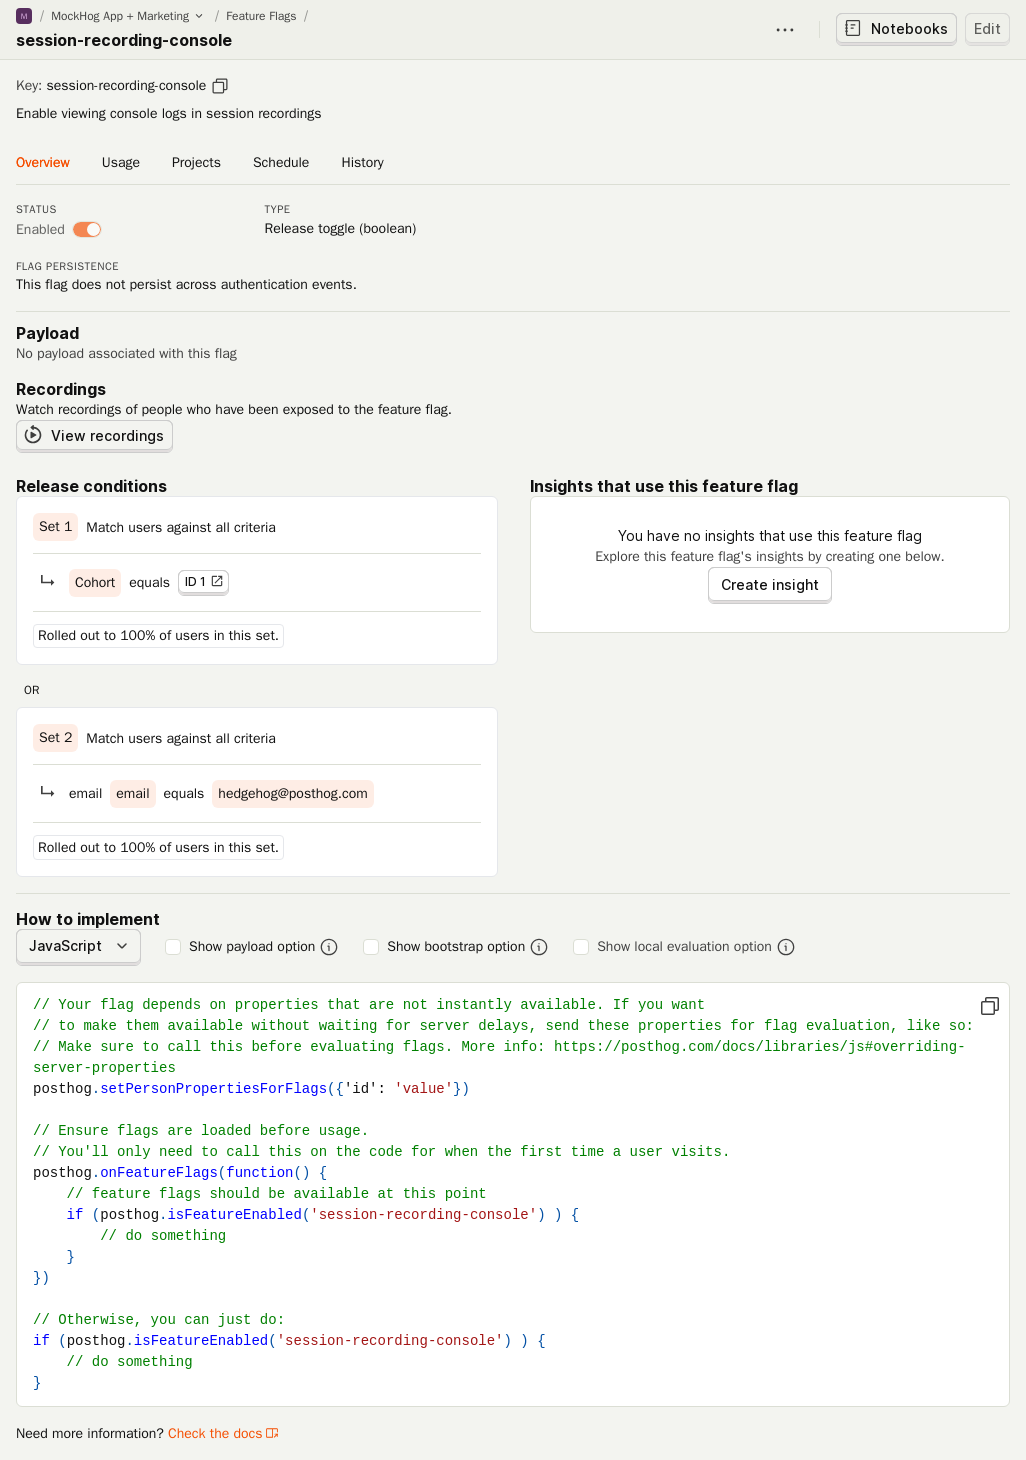 M / MockHog App + Marketing / Feature Flags /
session-recording-console
Notebooks
Edit
Key: session-recording-console
Enable viewing console logs in session recordings
Overview Usage Projects Schedule History
STATUS
Enabled
TYPE
Release toggle (boolean)
FLAG PERSISTENCE
This flag does not persist across authentication events.
Payload
No payload associated with this flag
Recordings
Watch recordings of people who have been exposed to the feature flag.
View recordings
Release conditions
Set 1 Match users against all criteria
Cohort equals ID 1
Rolled out to 100% of users in this set.
OR
Set 2 Match users against all criteria
email email equals hedgehog@posthog.com
Rolled out to 100% of users in this set.
Insights that use this feature flag
You have no insights that use this feature flag
Explore this feature flag's insights by creating one below.
Create insight
How to implement
JavaScript Show payload option Show bootstrap option Show local evaluation option
// Your flag depends on properties that are not instantly available. If you want
// to make them available without waiting for server delays, send these properties for flag evaluation, like so:
// Make sure to call this before evaluating flags. More info: https://posthog.com/docs/libraries/js#overriding-
server-properties
posthog.setPersonPropertiesForFlags({'id': 'value'})
// Ensure flags are loaded before usage.
// You'll only need to call this on the code for when the first time a user visits.
posthog.onFeatureFlags(function() {
    // feature flags should be available at this point
    if (posthog.isFeatureEnabled('session-recording-console') ) {
        // do something
    }
})
// Otherwise, you can just do:
if (posthog.isFeatureEnabled('session-recording-console') ) {
    // do something
}
Need more information? Check the docs